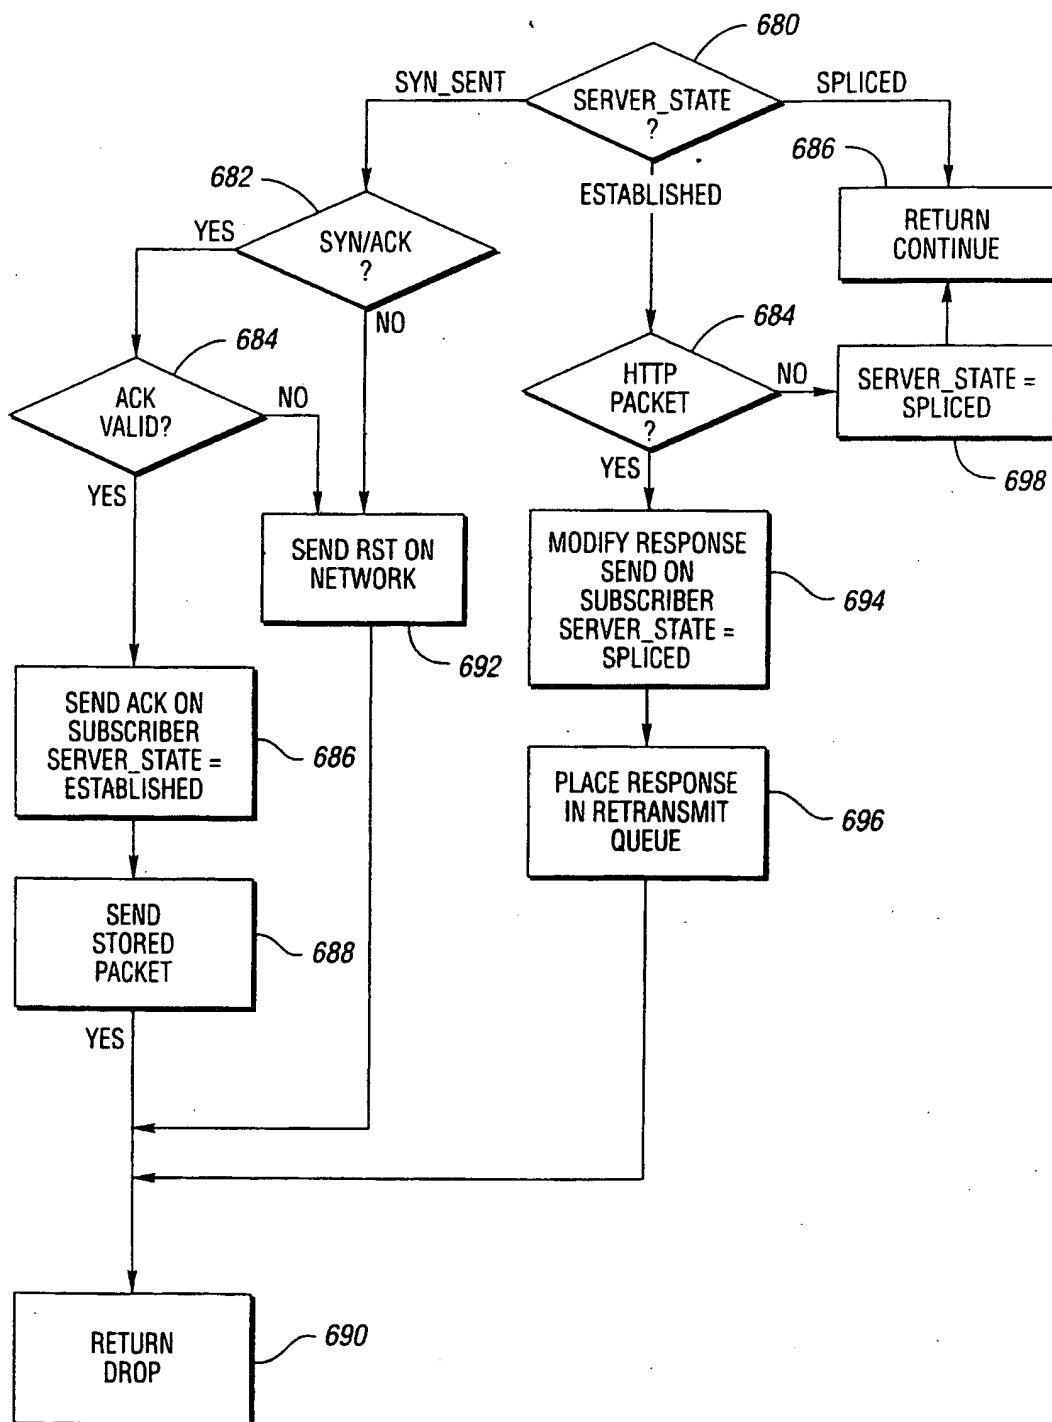 680
SYN_SENT
SERVER_STATE
?
SPLICED
686
ESTABLISHED
682
RETURN
CONTINUE
YES
SYN/ACK
?
NO
684
684
ACK
VALID?
NO
HTTP
PACKET
?
NO
SERVER_STATE =
SPLICED
YES
YES
698
SEND RST ON
NETWORK
MODIFY RESPONSE
SEND ON
SUBSCRIBER
SERVER_STATE =
SPLICED
694
692
SEND ACK ON
SUBSCRIBER
SERVER_STATE =
ESTABLISHED
686
PLACE RESPONSE
IN RETRANSMIT
QUEUE
696
SEND
STORED
PACKET
688
YES
RETURN
DROP
690